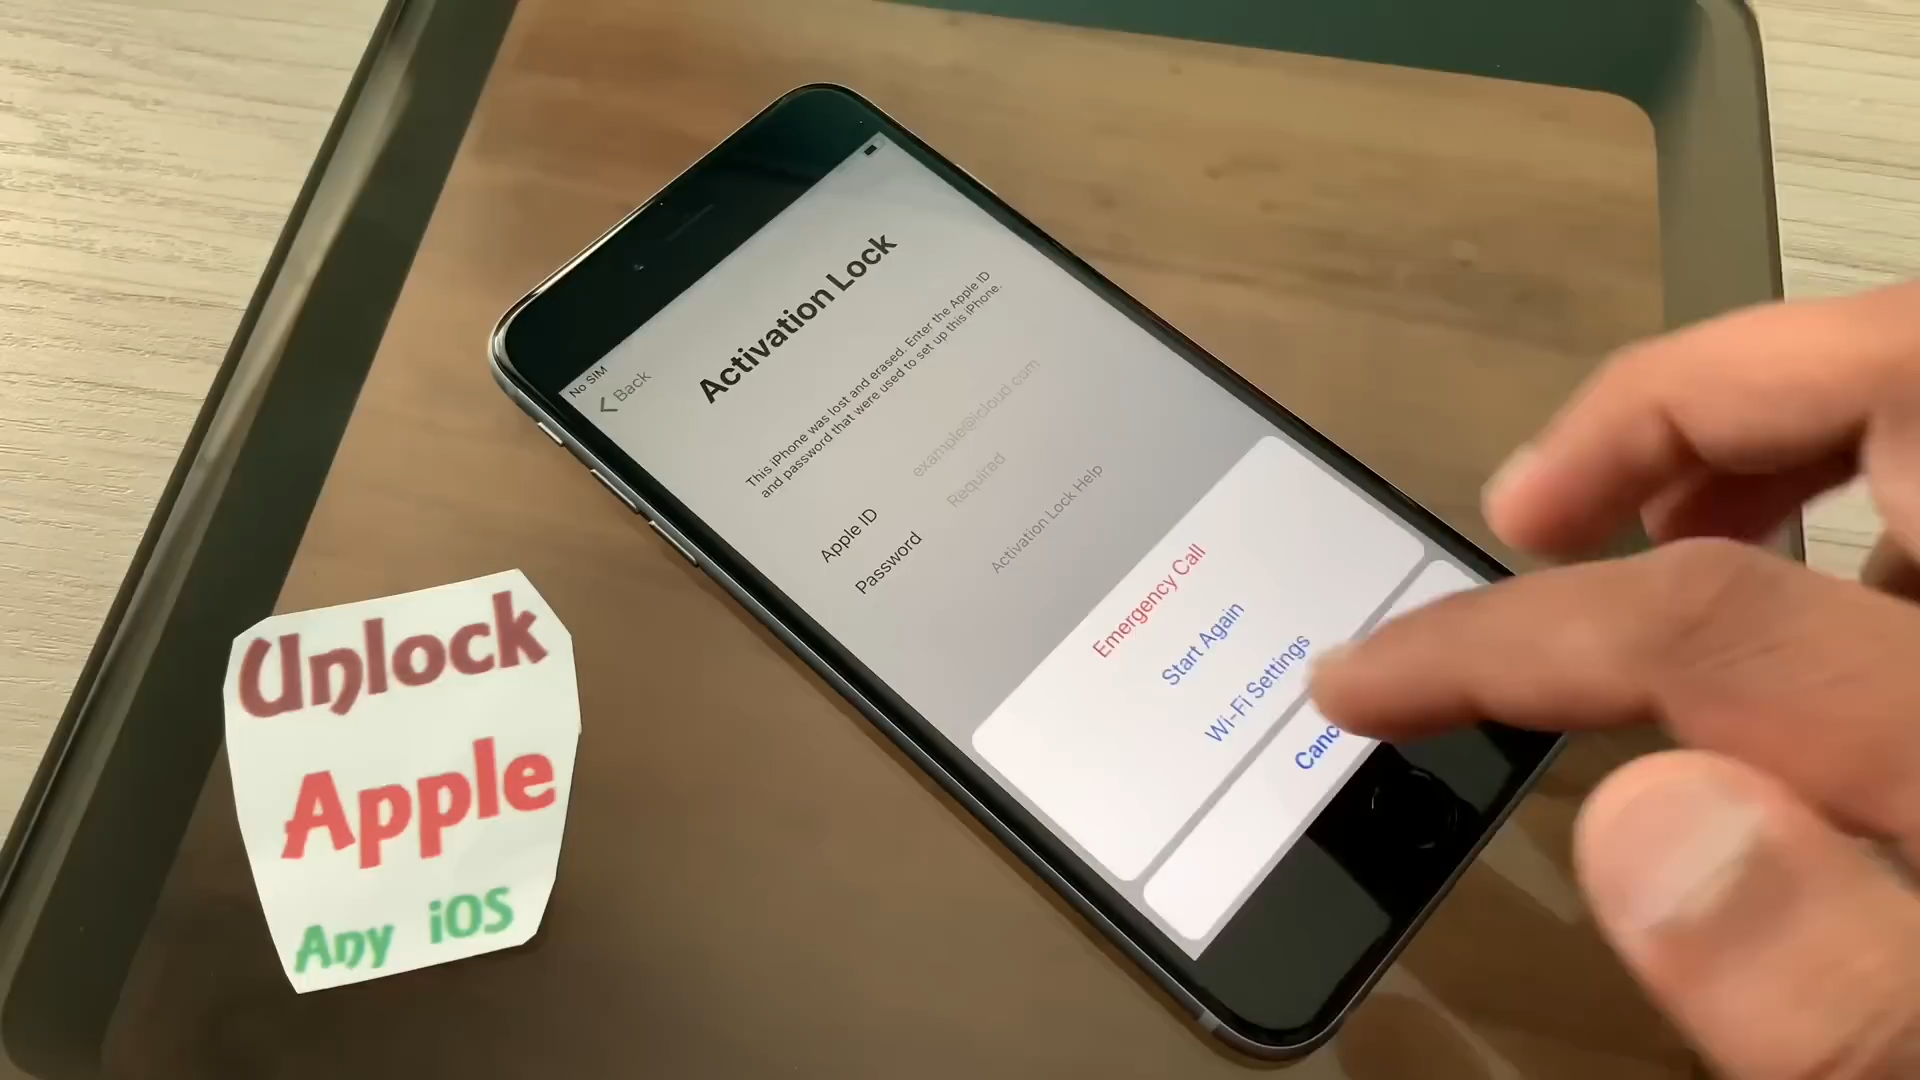 No SIM
Back
Activation Lock
This iPhone was lost and erased. Enter the Apple ID
and password that were used to set up this iPhone.
Apple ID example@icloud.com
Password Required
Activation Lock Help
Emergency Call
Start Again
Wi-Fi Settings
Canc
Unlock
Apple
Any iOS